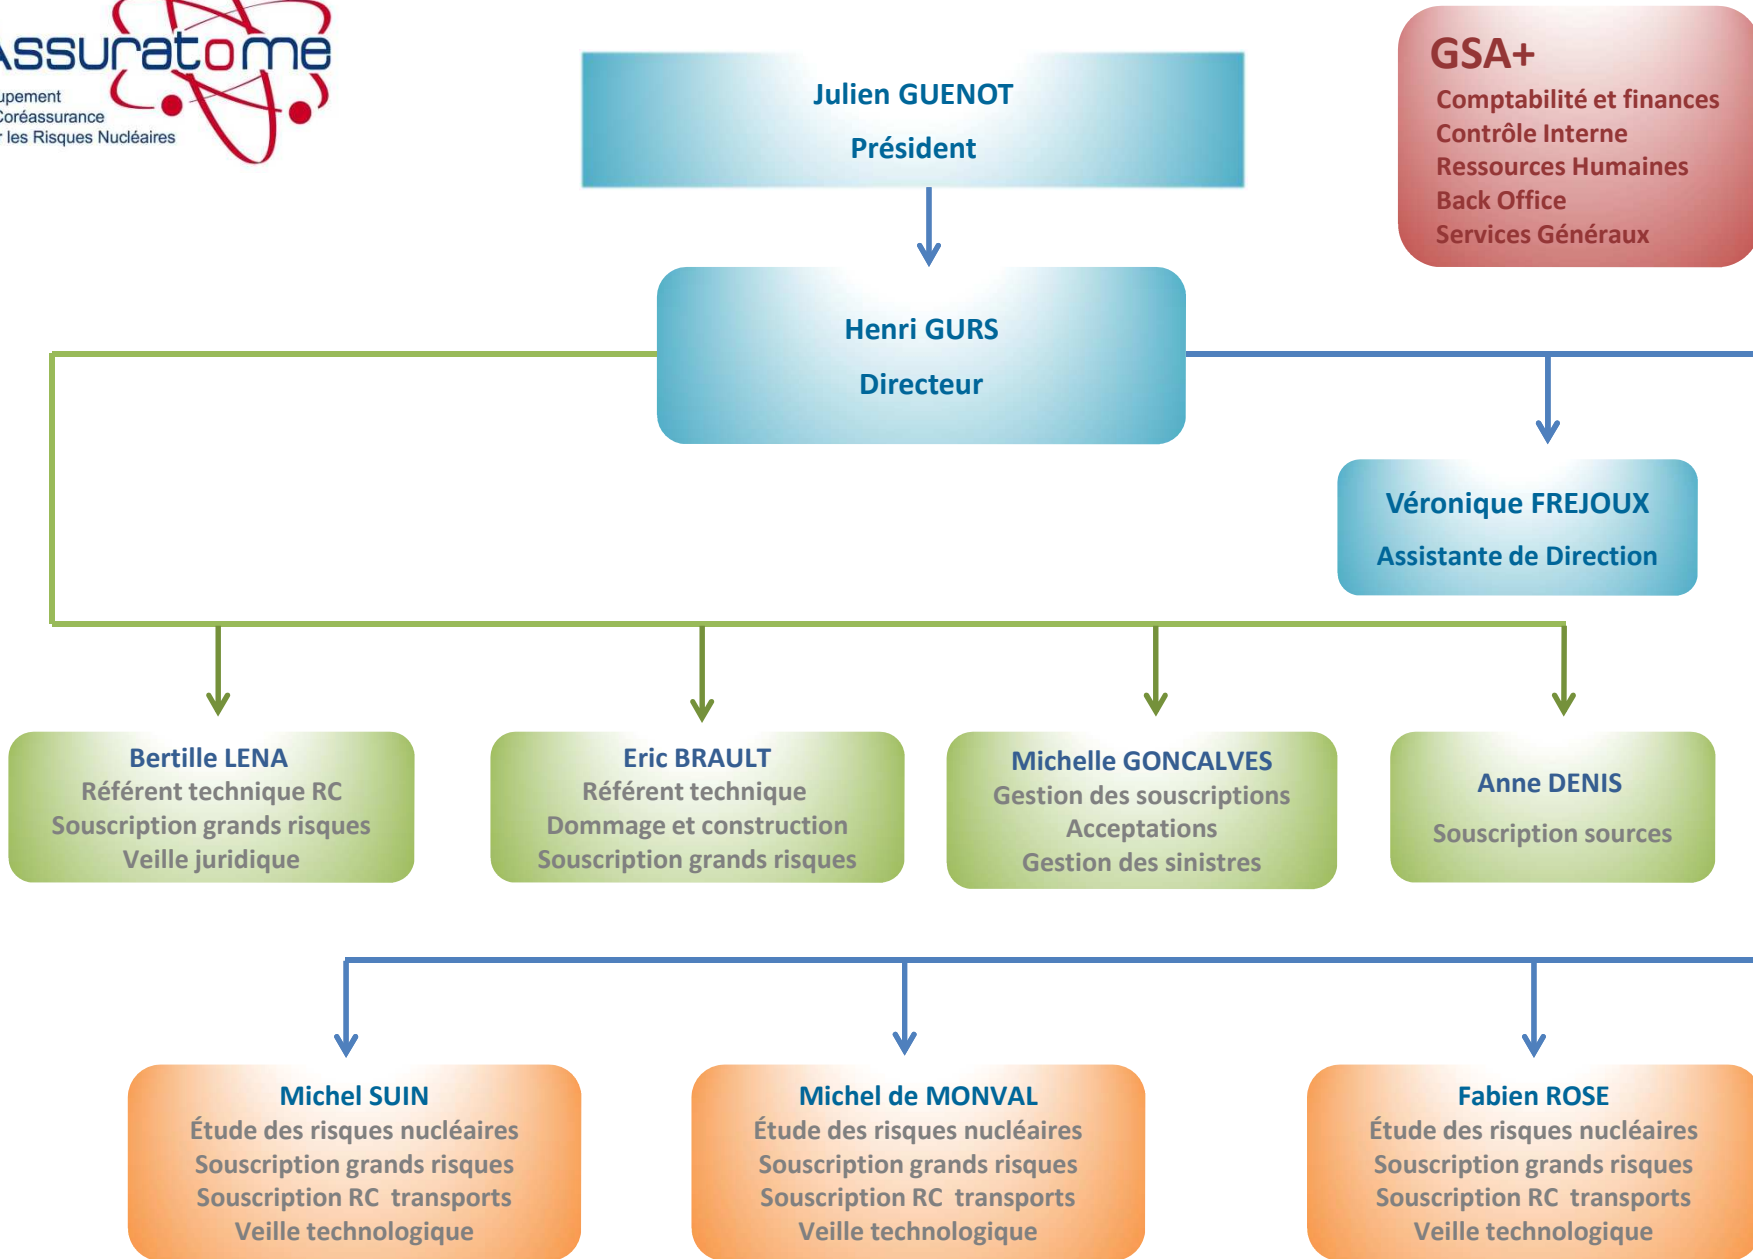 Assuratome
Coréassurance
les Risques Nucléaires
Julien GUENOT
Président
GSA+
Comptabilité et finances
Contrôle Interne
Ressources Humaines
Back Office
Services Généraux
Henri GURS
Directeur
Véronique FREJOUX
Assistante de Direction
Bertille LENA
Référent technique RC
Souscription grands risques
Veille juridique
Eric BRAULT
Référent technique
Dommage et construction
Souscription grands risques
Michelle GONCALVES
Gestion des souscriptions
Acceptations
Gestion des sinistres
Anne DENIS
Souscription sources
Michel SUIN
Étude des risques nucléaires
Souscription grands risques
Souscription RC transports
Veille technologique
Michel de MONVAL
Étude des risques nucléaires
Souscription grands risques
Souscription RC transports
Veille technologique
Fabien ROSE
Étude des risques nucléaires
Souscription grands risques
Souscription RC transports
Veille technologique